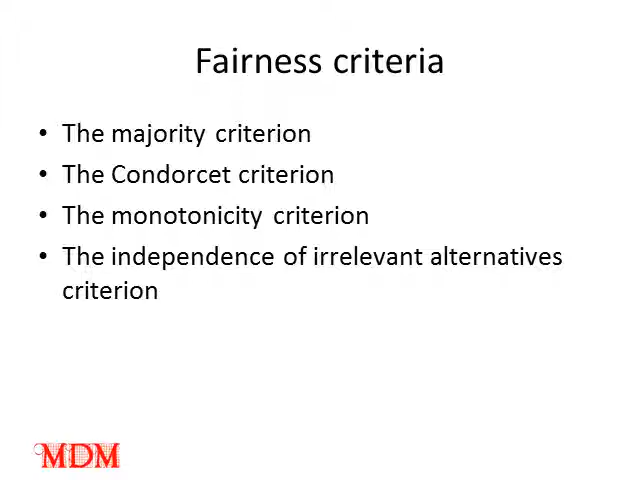 Fairness criteria
• The majority criterion
• The Condorcet criterion
• The monotonicity criterion
• The independence of irrelevant alternatives
criterion
MDM